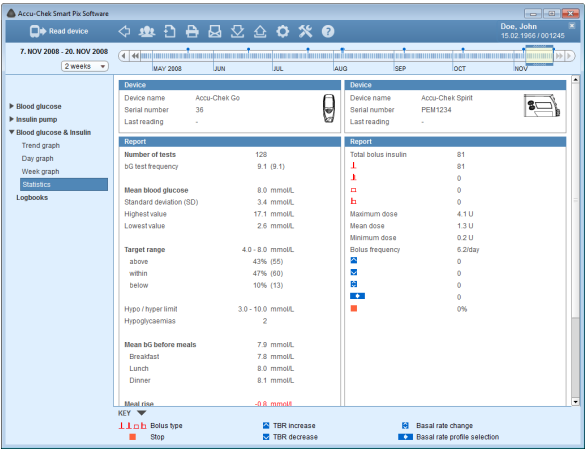 Accu-Chek Smart Pix Software
Read device
Doe, John
15.02.1966 / 001245
7. NOV 2008 - 20. NOV 2008
2 weeks
MAY 2008 JUN JUL AUG SEP OCT NOV
Blood glucose
Insulin pump
Blood glucose & Insulin
Trend graph
Day graph
Week graph
Statistics
Logbooks
Device
Device name Accu-Chek Go
Serial number 36
Last reading -
Report
Number of tests 128
bG test frequency 9.1 (9.1)
Mean blood glucose 8.0 mmol/L
Standard deviation (SD) 3.4 mmol/L
Highest value 17.1 mmol/L
Lowest value 2.6 mmol/L
Target range 4.0 - 8.0 mmol/L
above 43% (55)
within 47% (60)
below 10% (13)
Hypo / hyper limit 3.0 - 10.0 mmol/L
Hypoglycaemias 2
Mean bG before meals 7.9 mmol/L
Breakfast 7.8 mmol/L
Lunch 8.0 mmol/L
Dinner 8.1 mmol/L
Meal rise -0.8 mmol/L
Device
Device name Accu-Chek Spirit
Serial number PEM1234
Last reading -
Report
Total bolus insulin 81
81
0
0
0
Maximum dose 4.1 U
Mean dose 1.3 U
Minimum dose 0.2 U
Bolus frequency 6.2/day
0
0
0
0
0%
KEY
Bolus type TBR increase Basal rate change
Stop TBR decrease Basal rate profile selection